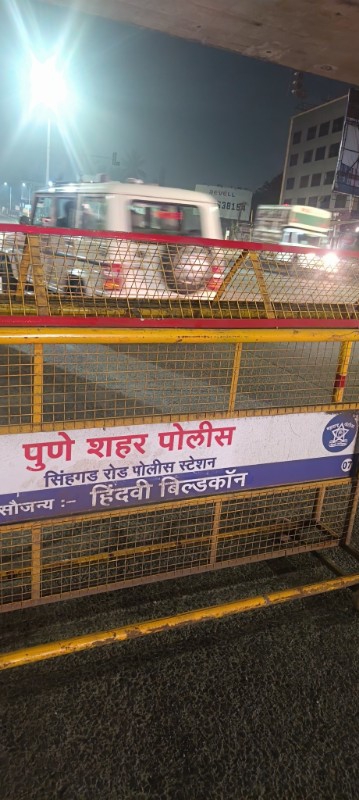 पुणे शहर पोलीस
सिंहगड रोड पोलीस स्टेशन
सौजन्य :– हिंदवी बिल्डकॉन
07